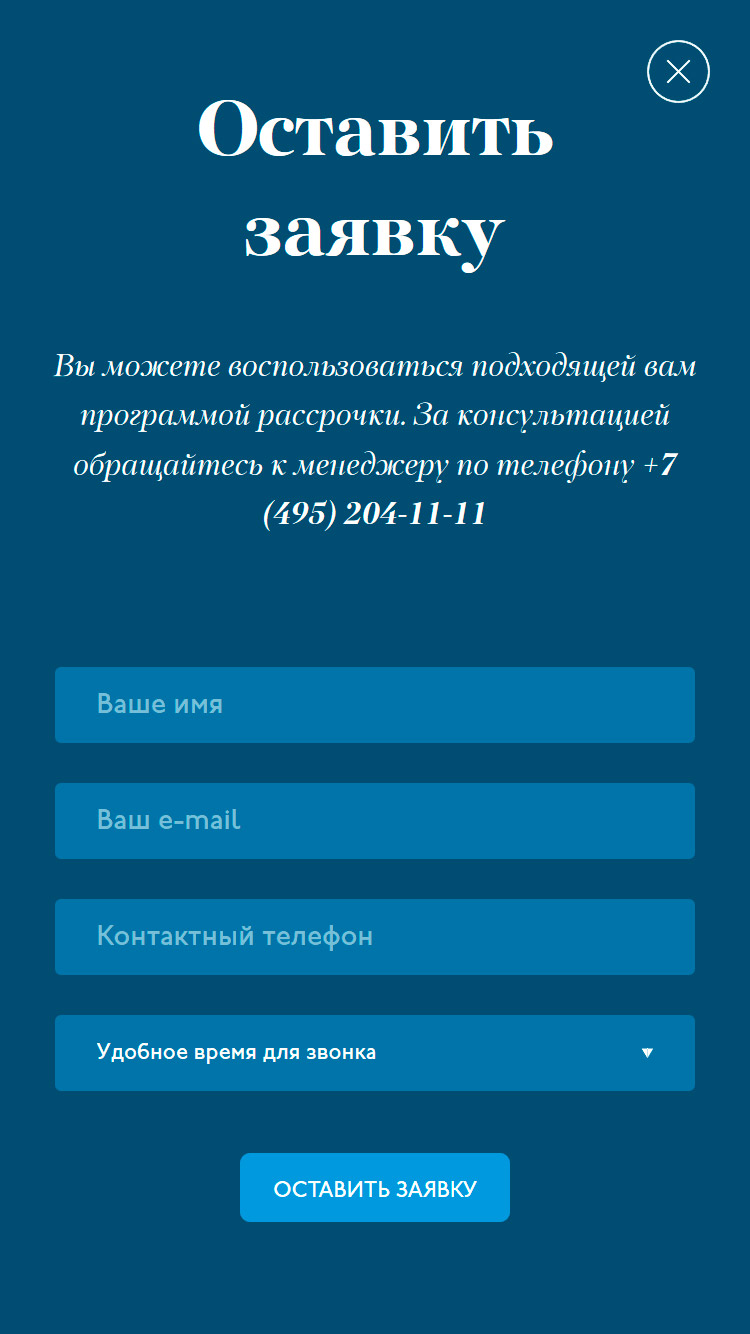 Оставить
заявку
Вы можете воспользоваться подходящей вам
программой рассрочки. За консультацией
обращайтесь к менеджеру по телефону +7
(495) 204-11-11
Ваше имя
Ваш e-mail
Контактный телефон
Удобное время для звонка
ОСТАВИТЬ ЗАЯВКУ